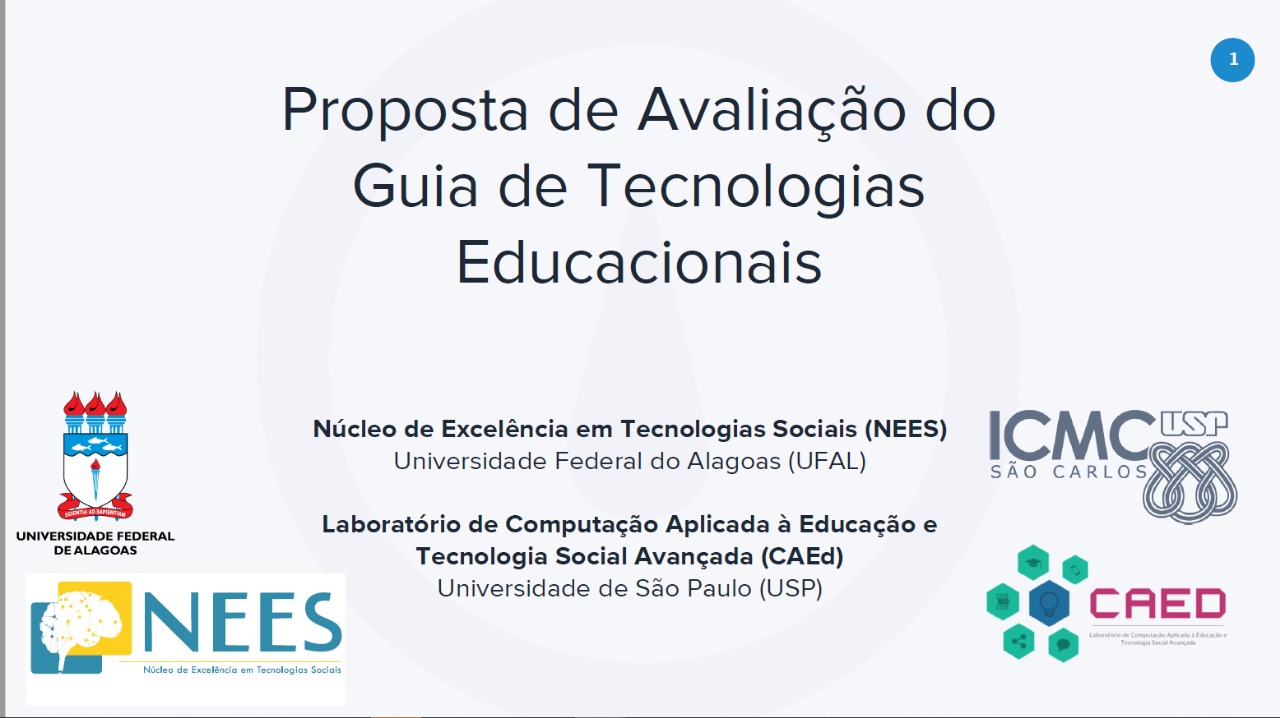 1
Proposta de Avaliação do
Guia de Tecnologias
Educacionais
Núcleo de Excelência em Tecnologias Sociais (NEES)
Universidade Federal do Alagoas (UFAL)
Laboratório de Computação Aplicada à Educação e
Tecnologia Social Avançada (CAEd)
Universidade de São Paulo (USP)
SCIENTIA AD SAPIENTIAM
UNIVERSIDADE FEDERAL
DE ALAGOAS
NEES
Núcleo de Excelência em Tecnologias Sociais
ICMC USP
SÃO CARLOS
CAED
Laboratório de Computação Aplicada à Educação e
Tecnologia Social Avançada